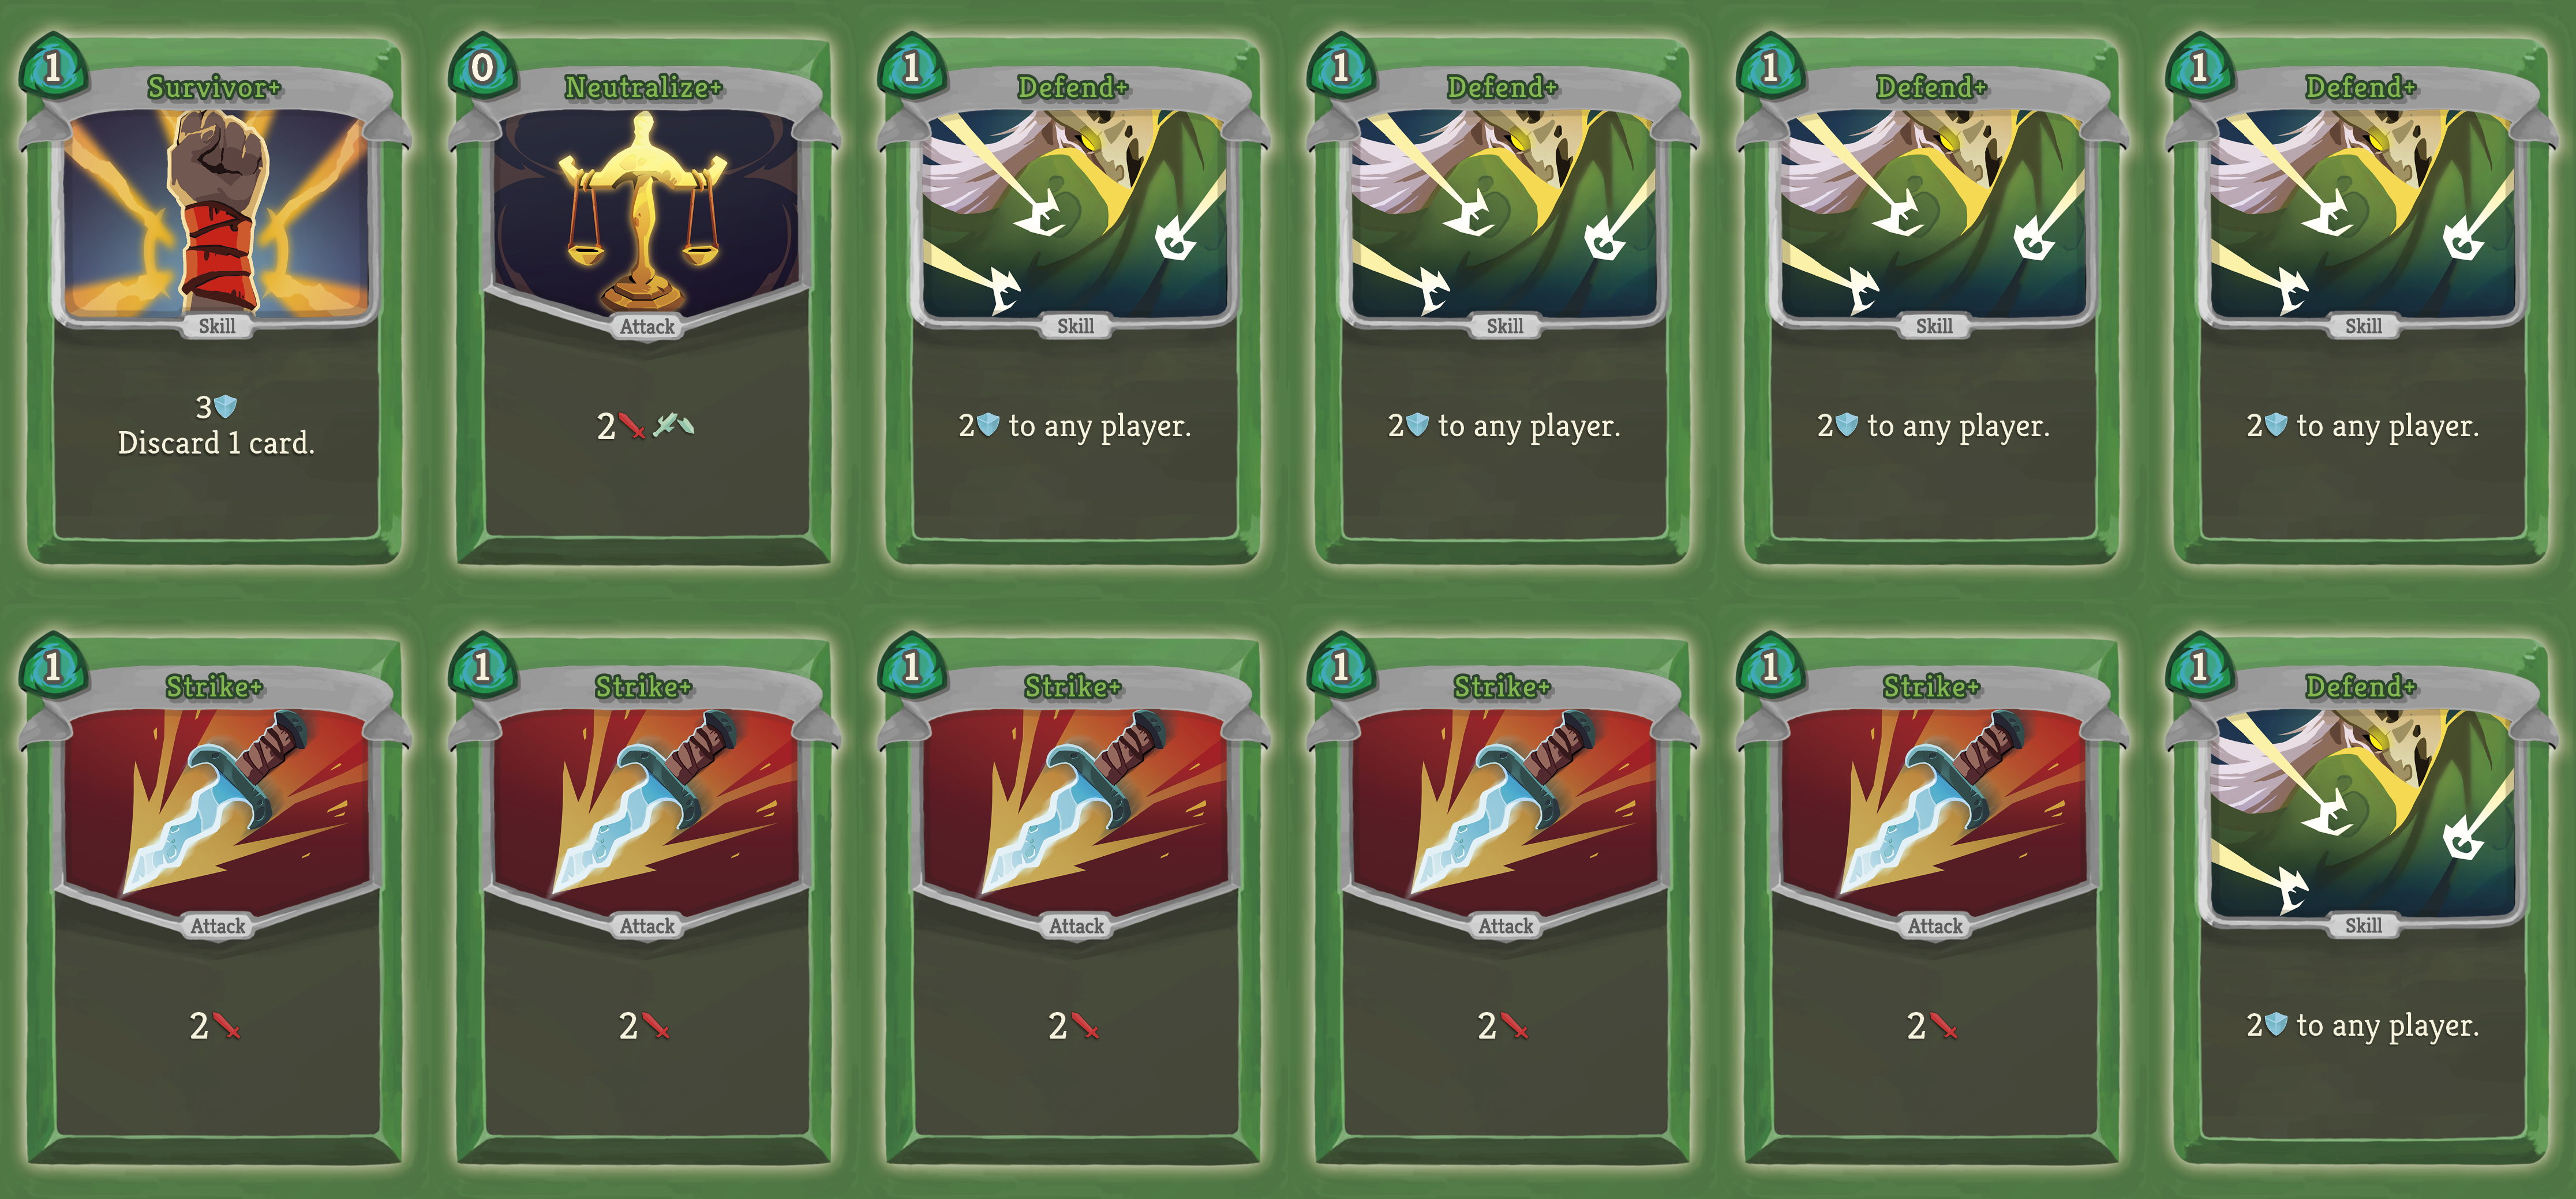 1
Survivor+
Skill
3
Discard 1 card.
0
Neutralize+
Attack
2
1
Defend+
Skill
2 to any player.
1
Defend+
Skill
2 to any player.
1
Defend+
Skill
2 to any player.
1
Defend+
Skill
2 to any player.
1
Strike+
Attack
2
1
Strike+
Attack
2
1
Strike+
Attack
2
1
Strike+
Attack
2
1
Strike+
Attack
2
1
Defend+
Skill
2 to any player.